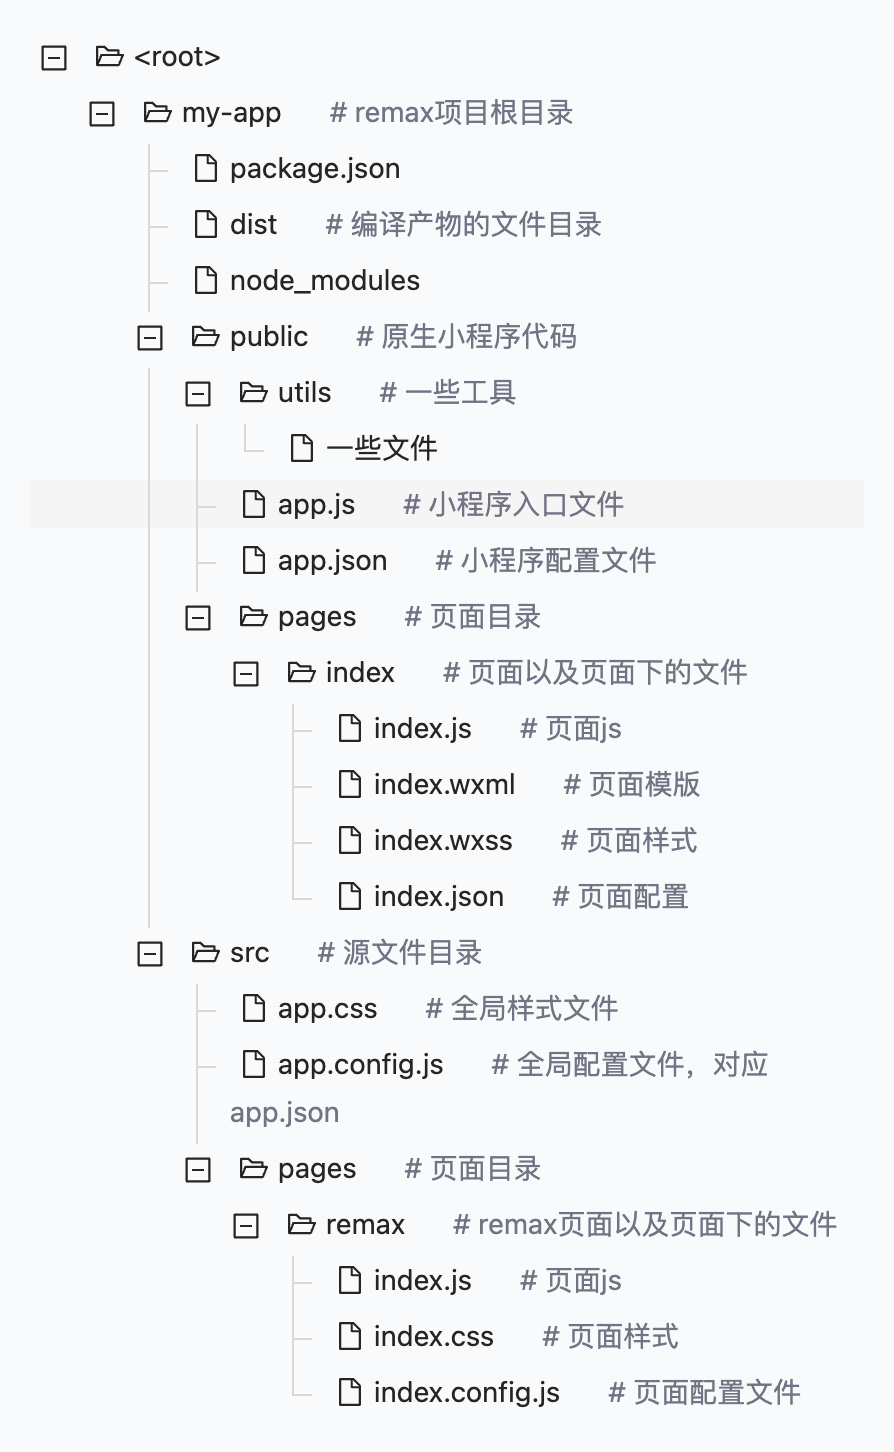 <root>
my-app # remax项目根目录
package.json
dist # 编译产物的文件目录
node_modules
public # 原生小程序代码
utils # 一些工具
一些文件
app.js # 小程序入口文件
app.json # 小程序配置文件
pages # 页面目录
index # 页面以及页面下的文件
index.js # 页面js
index.wxml # 页面模版
index.wxss # 页面样式
index.json # 页面配置
src # 源文件目录
app.css # 全局样式文件
app.config.js # 全局配置文件，对应
app.json
pages # 页面目录
remax # remax页面以及页面下的文件
index.js # 页面js
index.css # 页面样式
index.config.js # 页面配置文件